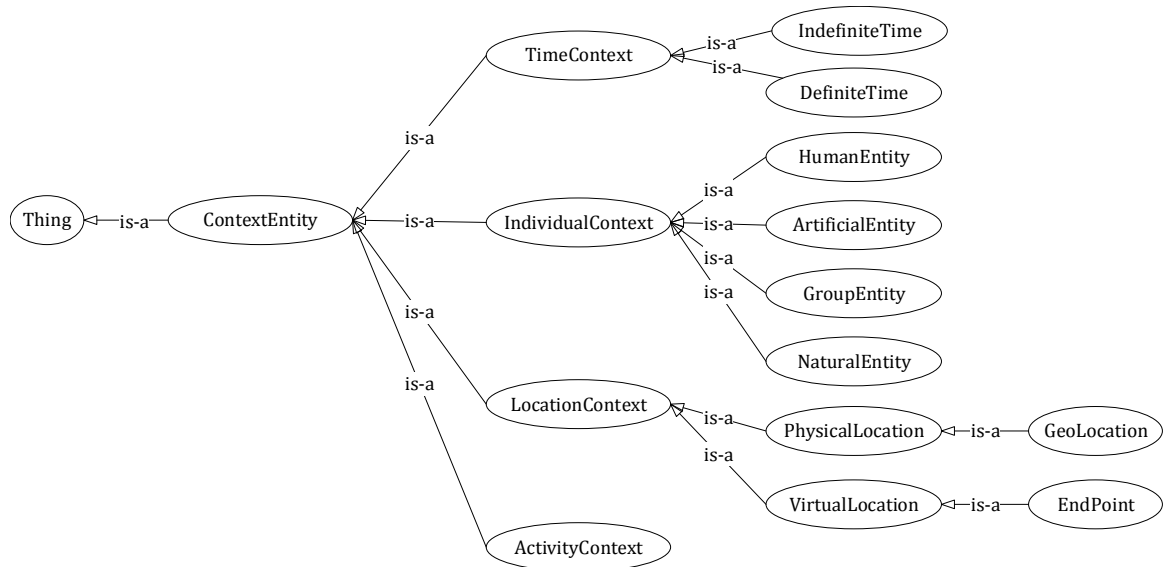 IndefiniteTime
is-a
TimeContext
is-a
DefiniteTime
is-a
HumanEntity
is-a
Thing
is-a
ContextEntity
is-a
IndividualContext
is-a
ArtificialEntity
is-a
GroupEntity
is-a
is-a
NaturalEntity
is-a
LocationContext
is-a
PhysicalLocation
is-a
GeoLocation
is-a
VirtualLocation
is-a
EndPoint
ActivityContext